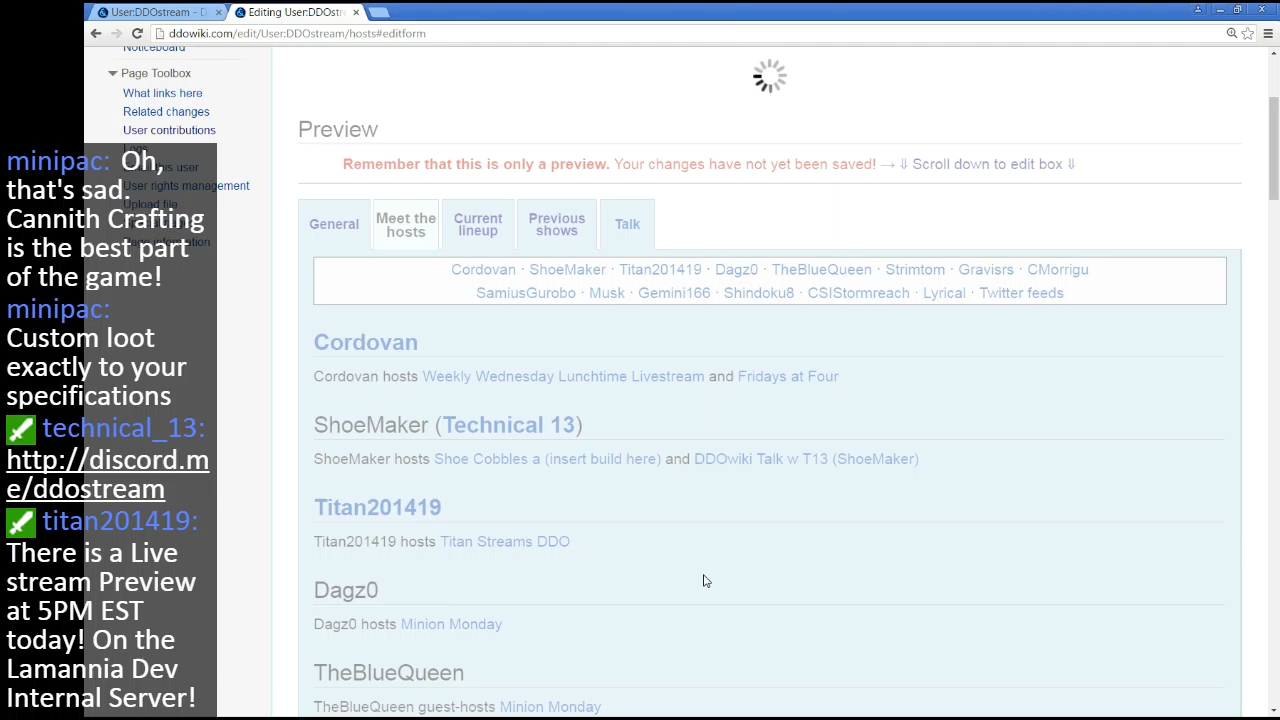 User:DDOstream - D
Editing User:DDOstream/ho
ddowiki.com/edit/User:DDOstream/hosts#editform
Noticeboard
Page Toolbox
What links here
Related changes
User contributions
User rights management
Upload file
Page information
minipac: Oh,
that's sad.
Cannith Crafting
is the best part
of the game!
minipac:
Custom loot
exactly to your
specifications
technical_13:
http://discord.m
e/ddostream
titan201419:
There is a Live
stream Preview
at 5PM EST
today! On the
Lamannia Dev
Internal Server!
Preview
Remember that this is only a preview. Your changes have not yet been saved! → ⇓ Scroll down to edit box ⇓
General
Meet the
hosts
Current
lineup
Previous
shows
Talk
Cordovan · ShoeMaker · Titan201419 · Dagz0 · TheBlueQueen · Strimtom · Gravisrs · CMorrigu
SamiusGurobo · Musk · Gemini166 · Shindoku8 · CSIStormreach · Lyrical · Twitter feeds
Cordovan
Cordovan hosts Weekly Wednesday Lunchtime Livestream and Fridays at Four
ShoeMaker (Technical 13)
ShoeMaker hosts Shoe Cobbles a (insert build here) and DDOwiki Talk w T13 (ShoeMaker)
Titan201419
Titan201419 hosts Titan Streams DDO
Dagz0
Dagz0 hosts Minion Monday
TheBlueQueen
TheBlueQueen guest-hosts Minion Monday